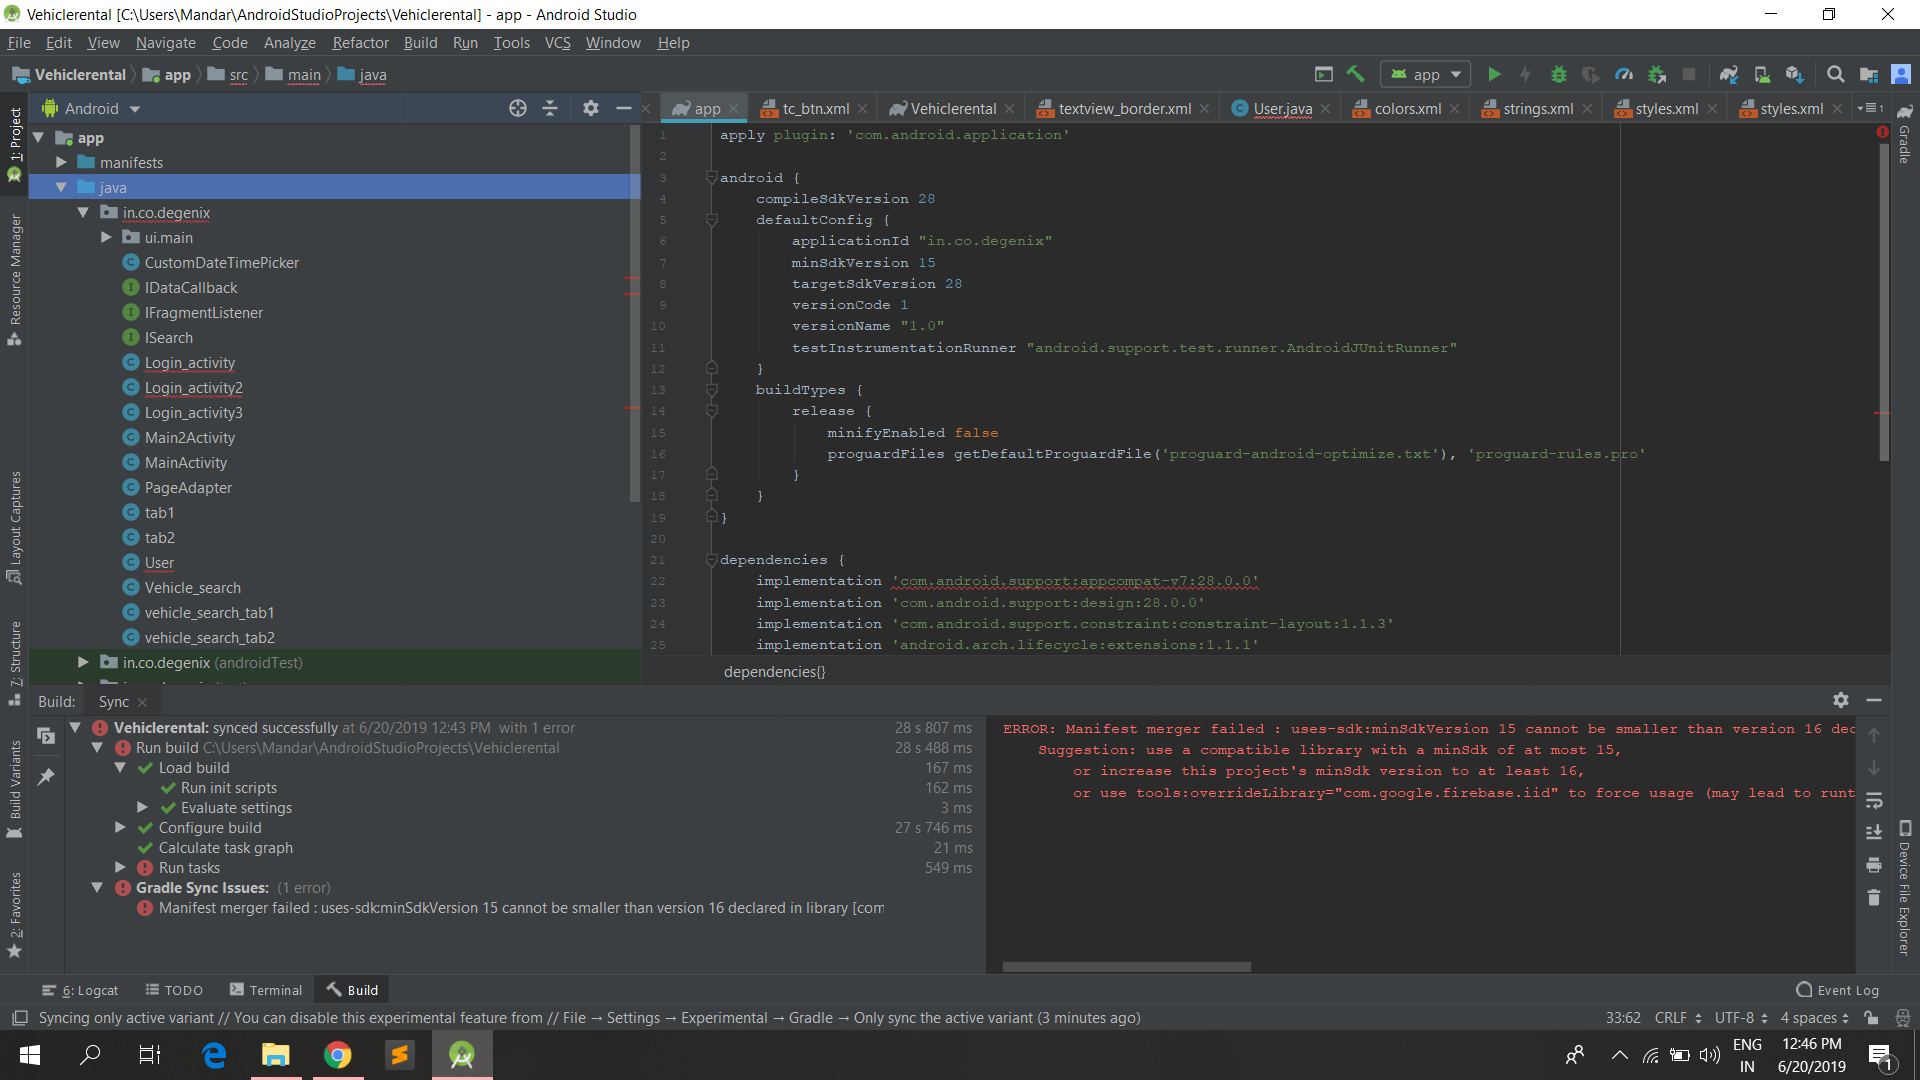 Vehiclerental [C:\Users\Mandar\AndroidStudioProjects\Vehiclerental] - app - Android Studio
File Edit View Navigate Code Analyze Refactor Build Run Tools VCS Window Help
Vehiclerental app src main java
app
Android
app tc_btn.xml Vehiclerental textview_border.xml User.java colors.xml strings.xml styles.xml styles.xml
1
1: Project
Resource Manager
Layout Captures
7: Structure
Build Variants
2: Favorites
Gradle
Device File Explorer
app
manifests
java
in.co.degenix
ui.main
CustomDateTimePicker
IDataCallback
IFragmentListener
ISearch
Login_activity
Login_activity2
Login_activity3
Main2Activity
MainActivity
PageAdapter
tab1
tab2
User
Vehicle_search
vehicle_search_tab1
vehicle_search_tab2
in.co.degenix (androidTest)
1 apply plugin: 'com.android.application'
2
3 android {
4 compileSdkVersion 28
5 defaultConfig {
6 applicationId "in.co.degenix"
7 minSdkVersion 15
8 targetSdkVersion 28
9 versionCode 1
10 versionName "1.0"
11 testInstrumentationRunner "android.support.test.runner.AndroidJUnitRunner"
12 }
13 buildTypes {
14 release {
15 minifyEnabled false
16 proguardFiles getDefaultProguardFile('proguard-android-optimize.txt'), 'proguard-rules.pro'
17 }
18 }
19 }
20
21 dependencies {
22 implementation 'com.android.support:appcompat-v7:28.0.0'
23 implementation 'com.android.support:design:28.0.0'
24 implementation 'com.android.support.constraint:constraint-layout:1.1.3'
25 implementation 'android.arch.lifecycle:extensions:1.1.1'
dependencies{}
Build: Sync
Vehiclerental: synced successfully at 6/20/2019 12:43 PM with 1 error 28 s 807 ms
Run build C:\Users\Mandar\AndroidStudioProjects\Vehiclerental 28 s 488 ms
Load build 167 ms
Run init scripts 162 ms
Evaluate settings 3 ms
Configure build 27 s 746 ms
Calculate task graph 21 ms
Run tasks 549 ms
Gradle Sync Issues: (1 error)
Manifest merger failed : uses-sdk:minSdkVersion 15 cannot be smaller than version 16 declared in library [com
ERROR: Manifest merger failed : uses-sdk:minSdkVersion 15 cannot be smaller than version 16 dec
Suggestion: use a compatible library with a minSdk of at most 15,
or increase this project's minSdk version to at least 16,
or use tools:overrideLibrary="com.google.firebase.iid" to force usage (may lead to runt
6: Logcat TODO Terminal Build Event Log
Syncing only active variant // You can disable this experimental feature from // File → Settings → Experimental → Gradle → Only sync the active variant (3 minutes ago) 33:62 CRLF UTF-8 4 spaces
ENG
IN
12:46 PM
6/20/2019
1